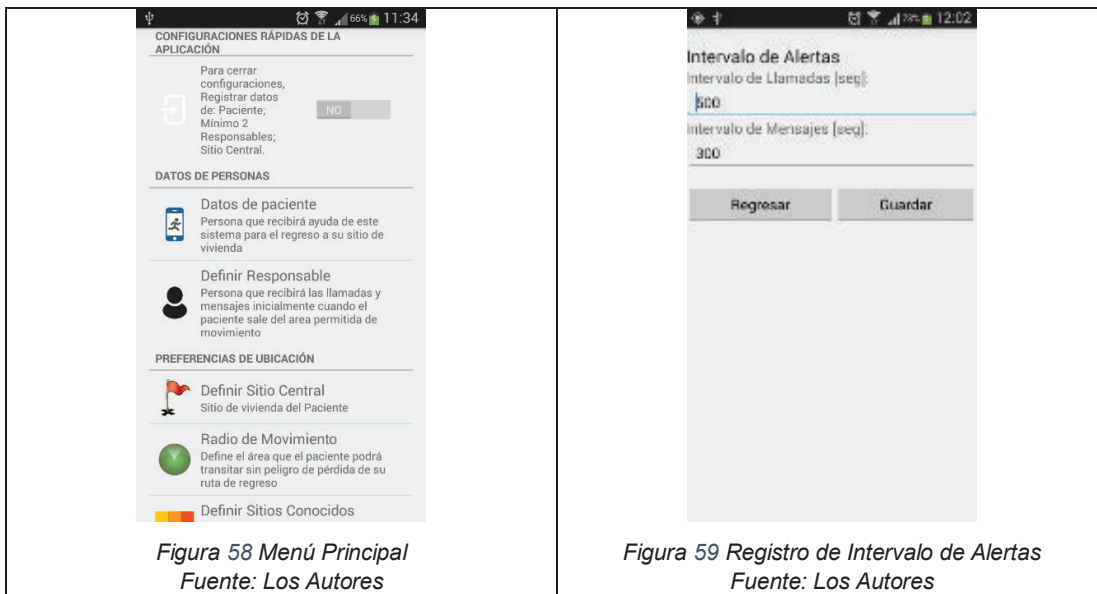 66% 11:34
CONFIGURACIONES RÁPIDAS DE LA
APLICACIÓN
Para cerrar
configuraciones,
Registrar datos
de: Paciente;
Mínimo 2
Responsables;
Sitio Central.
NO
DATOS DE PERSONAS
Datos de paciente
Persona que recibirá ayuda de este
sistema para el regreso a su sitio de
vivienda
Definir Responsable
Persona que recibirá las llamadas y
mensajes inicialmente cuando el
paciente sale del area permitida de
movimiento
PREFERENCIAS DE UBICACIÓN
Definir Sitio Central
Sitio de vivienda del Paciente
Radio de Movimiento
Define el área que el paciente podrá
transitar sin peligro de pérdida de su
ruta de regreso
Definir Sitios Conocidos
Figura 58 Menú Principal
Fuente: Los Autores
78% 12:02
Intervalo de Alertas
Intervalo de Llamadas [seg]:
500
Intervalo de Mensajes [seg]:
300
Regresar Guardar
Figura 59 Registro de Intervalo de Alertas
Fuente: Los Autores